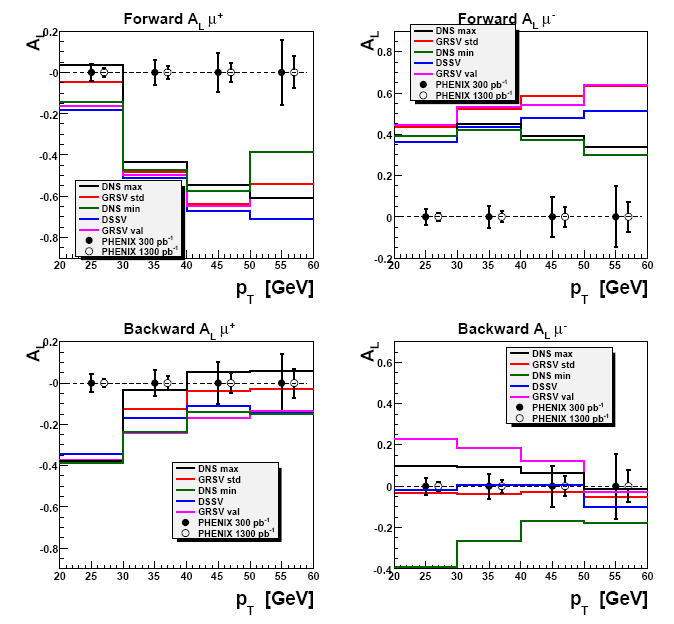 Forward A_L μ⁺
A_L
0.2
-0
-0.2
-0.4
-0.6
-0.8
DNS max
GRSV std
DNS min
DSSV
GRSV val
PHENIX 300 pb⁻¹
PHENIX 1300 pb⁻¹
20 25 30 35 40 45 50 55 60
p_T [GeV]
Forward A_L μ⁻
A_L
0.8
0.6
0.4
0.2
0
-0.2
DNS max
GRSV std
DNS min
DSSV
GRSV val
PHENIX 300 pb⁻¹
PHENIX 1300 pb⁻¹
20 25 30 35 40 45 50 55 60
p_T [GeV]
Backward A_L μ⁺
A_L
0.2
-0
-0.2
-0.4
-0.6
-0.8
DNS max
GRSV std
DNS min
DSSV
GRSV val
PHENIX 300 pb⁻¹
PHENIX 1300 pb⁻¹
20 25 30 35 40 45 50 55 60
p_T [GeV]
Backward A_L μ⁻
A_L
0.6
0.4
0.2
0
-0.2
-0.4
DNS max
GRSV std
DNS min
DSSV
GRSV val
PHENIX 300 pb⁻¹
PHENIX 1300 pb⁻¹
20 25 30 35 40 45 50 55 60
p_T [GeV]